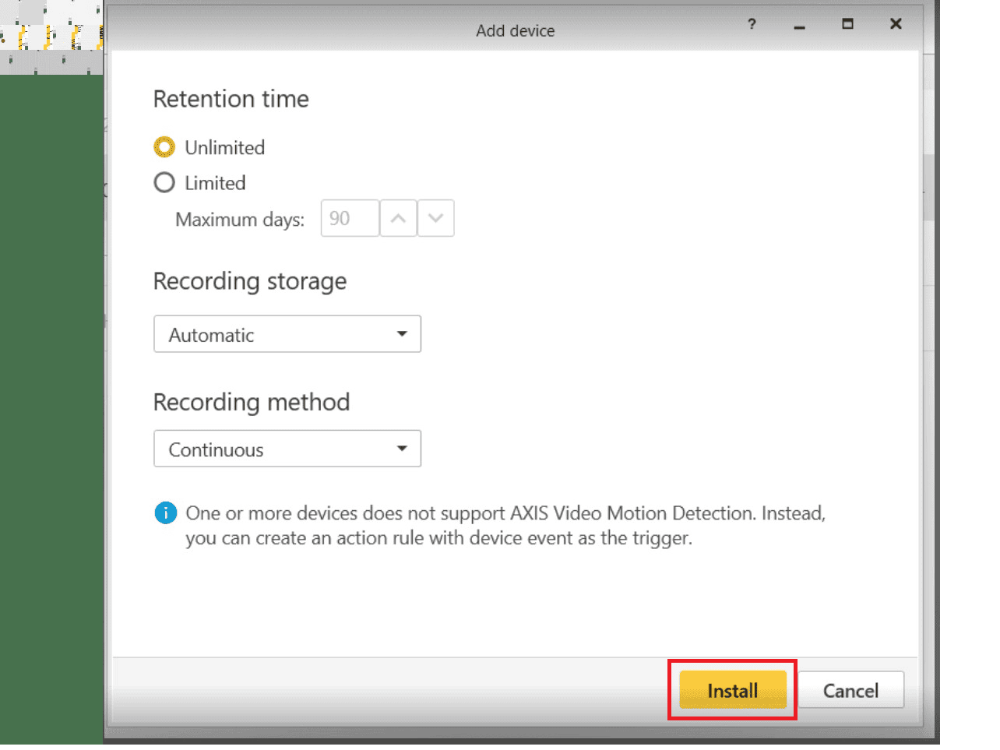 Add device
?
Retention time
Unlimited
Limited
Maximum days: 90
Recording storage
Automatic
Recording method
Continuous
i One or more devices does not support AXIS Video Motion Detection. Instead,
you can create an action rule with device event as the trigger.
Install Cancel